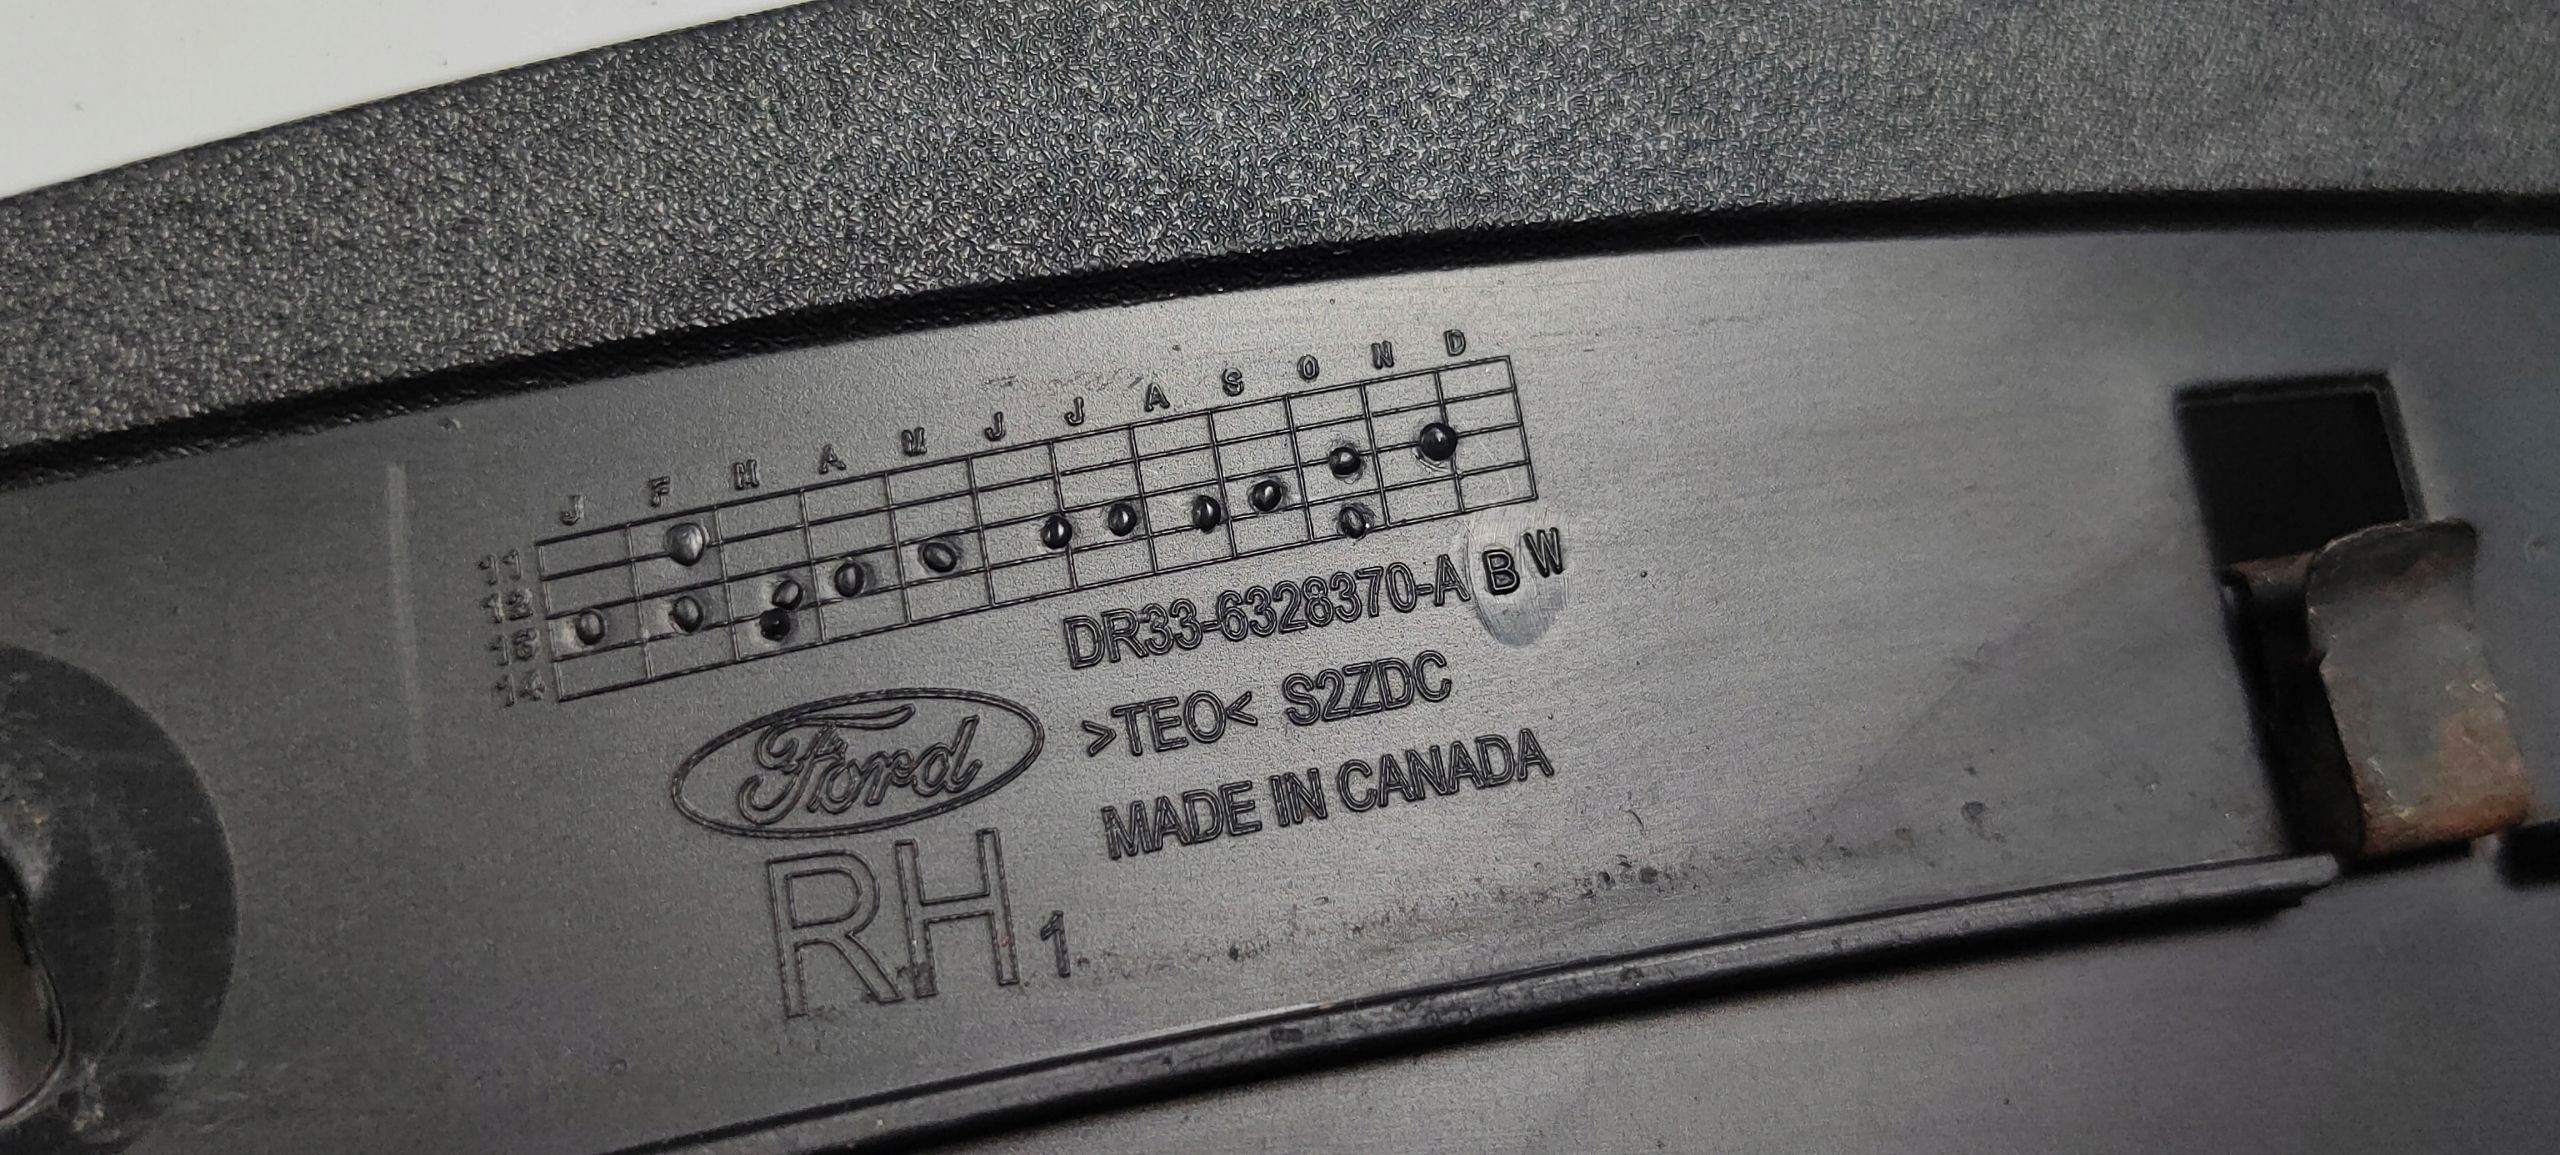 J F M A M J J A S O N D
11
12
13
14
DR33-6328370-A B W
>TEO< S2ZDC
MADE IN CANADA
Ford
RH 1